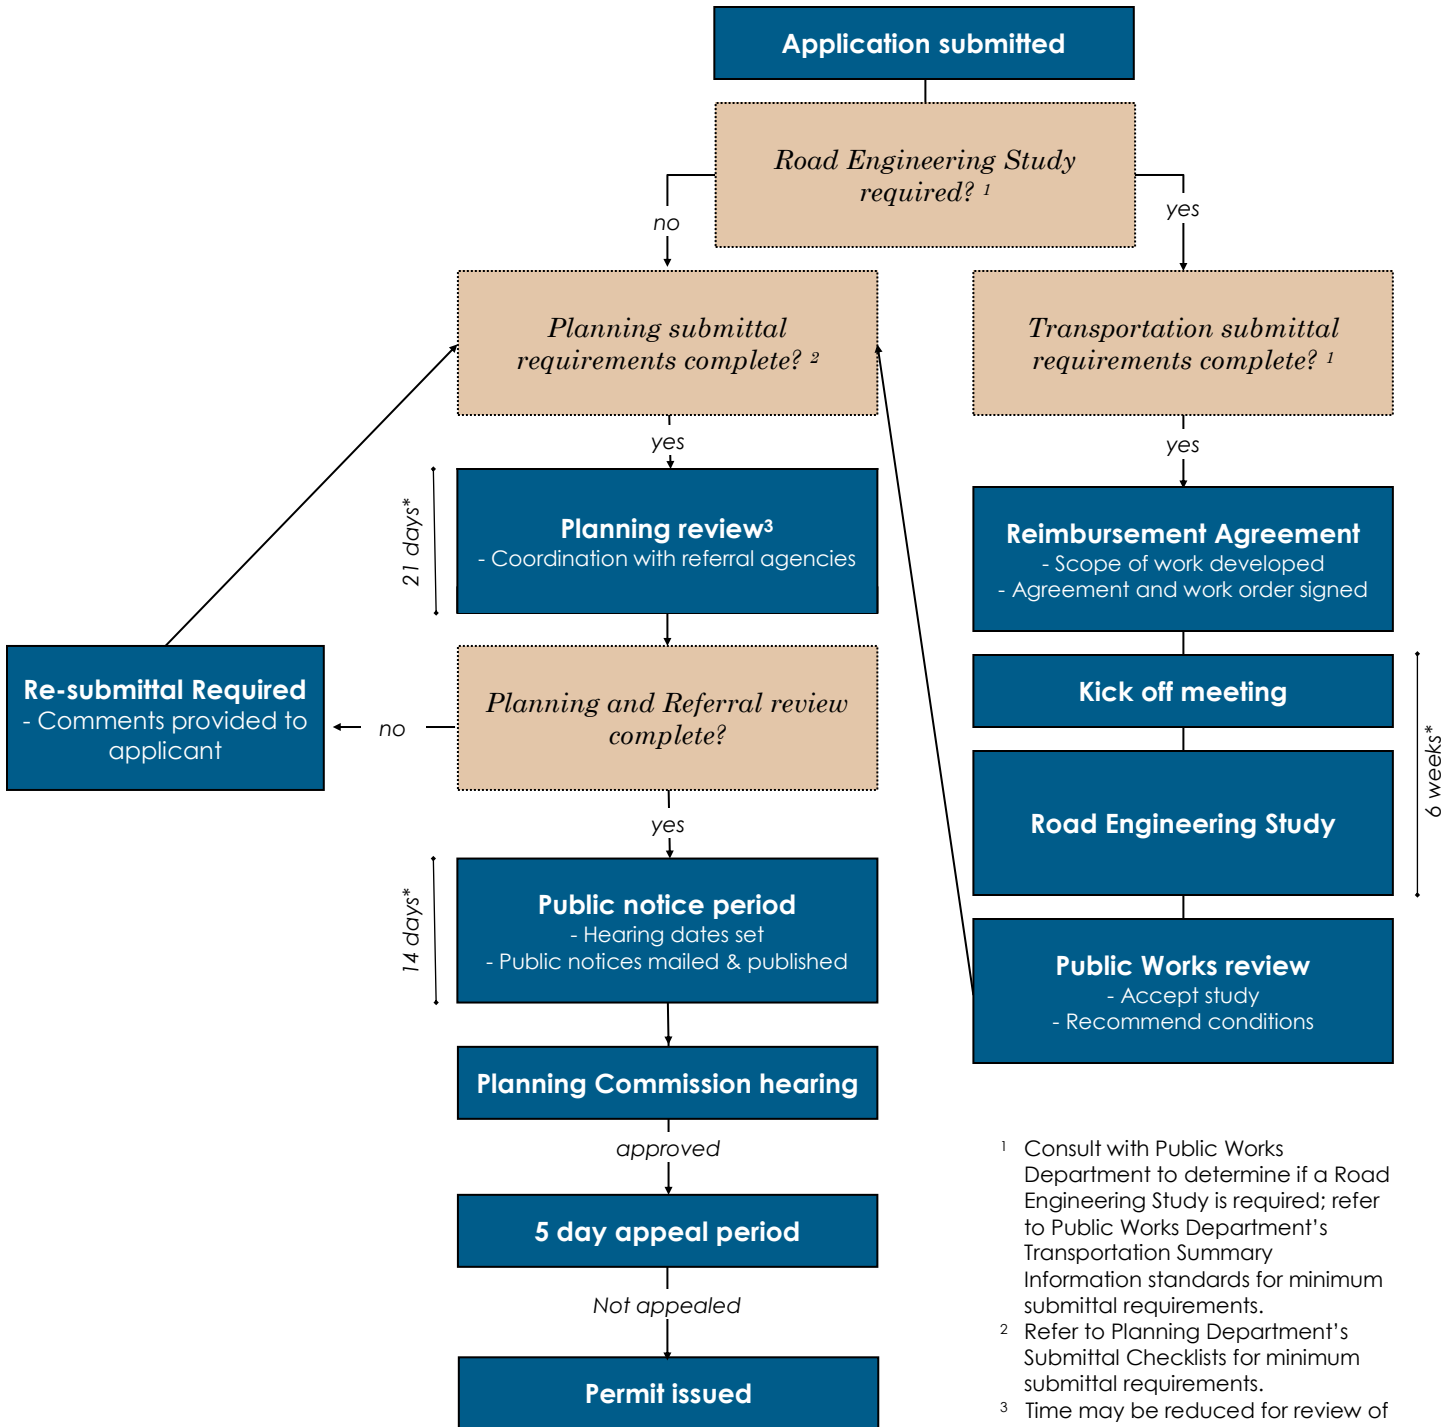 Application submitted
Road Engineering Study
required? ¹
no
yes
Planning submittal
requirements complete? ²
Transportation submittal
requirements complete? ¹
yes
yes
21 days*
Planning review³
- Coordination with referral agencies
Reimbursement Agreement
- Scope of work developed
- Agreement and work order signed
Re-submittal Required
- Comments provided to
applicant
no
Planning and Referral review
complete?
Kick off meeting
6 weeks*
Road Engineering Study
yes
14 days*
Public notice period
- Hearing dates set
- Public notices mailed & published
Public Works review
- Accept study
- Recommend conditions
Planning Commission hearing
approved
5 day appeal period
Not appealed
Permit issued
¹ Consult with Public Works
Department to determine if a Road
Engineering Study is required; refer
to Public Works Department’s
Transportation Summary
Information standards for minimum
submittal requirements.
² Refer to Planning Department’s
Submittal Checklists for minimum
submittal requirements.
³ Time may be reduced for review of